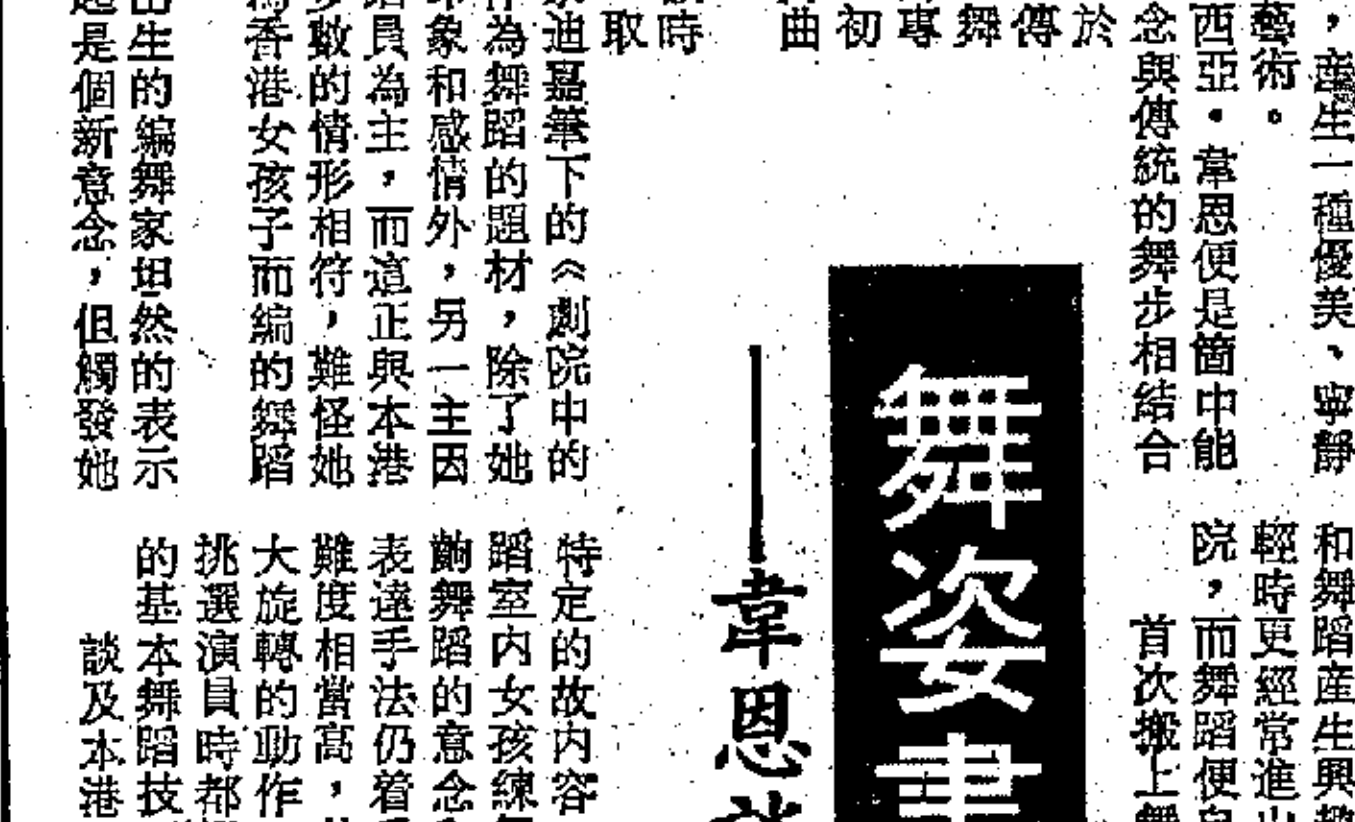 ，產生一種優美、寧靜
藝術。
西亞．韋恩便是箇中能
念與傳統的舞步相結合
於
傳
舞
專
初
曲
時
取
迪嘉筆下的《劇院中的
為舞蹈的題材，除了她
象和感情外，另一主因
員為主，而這正與本港
數的情形相符，難怪她
香港女孩子而編的舞蹈
生的編舞家坦然的表示
是個新意念，但觸發她
和舞蹈産生興趣
輕時更經常進出
院，而舞蹈便
首次搬上舞
舞姿
韋恩
特定的故內容
蹈室內女孩練
齣舞蹈的意念
表達手法仍着
難度相當高，
大旋轉的動作
挑選演員時都
的基本舞蹈技
談及本港